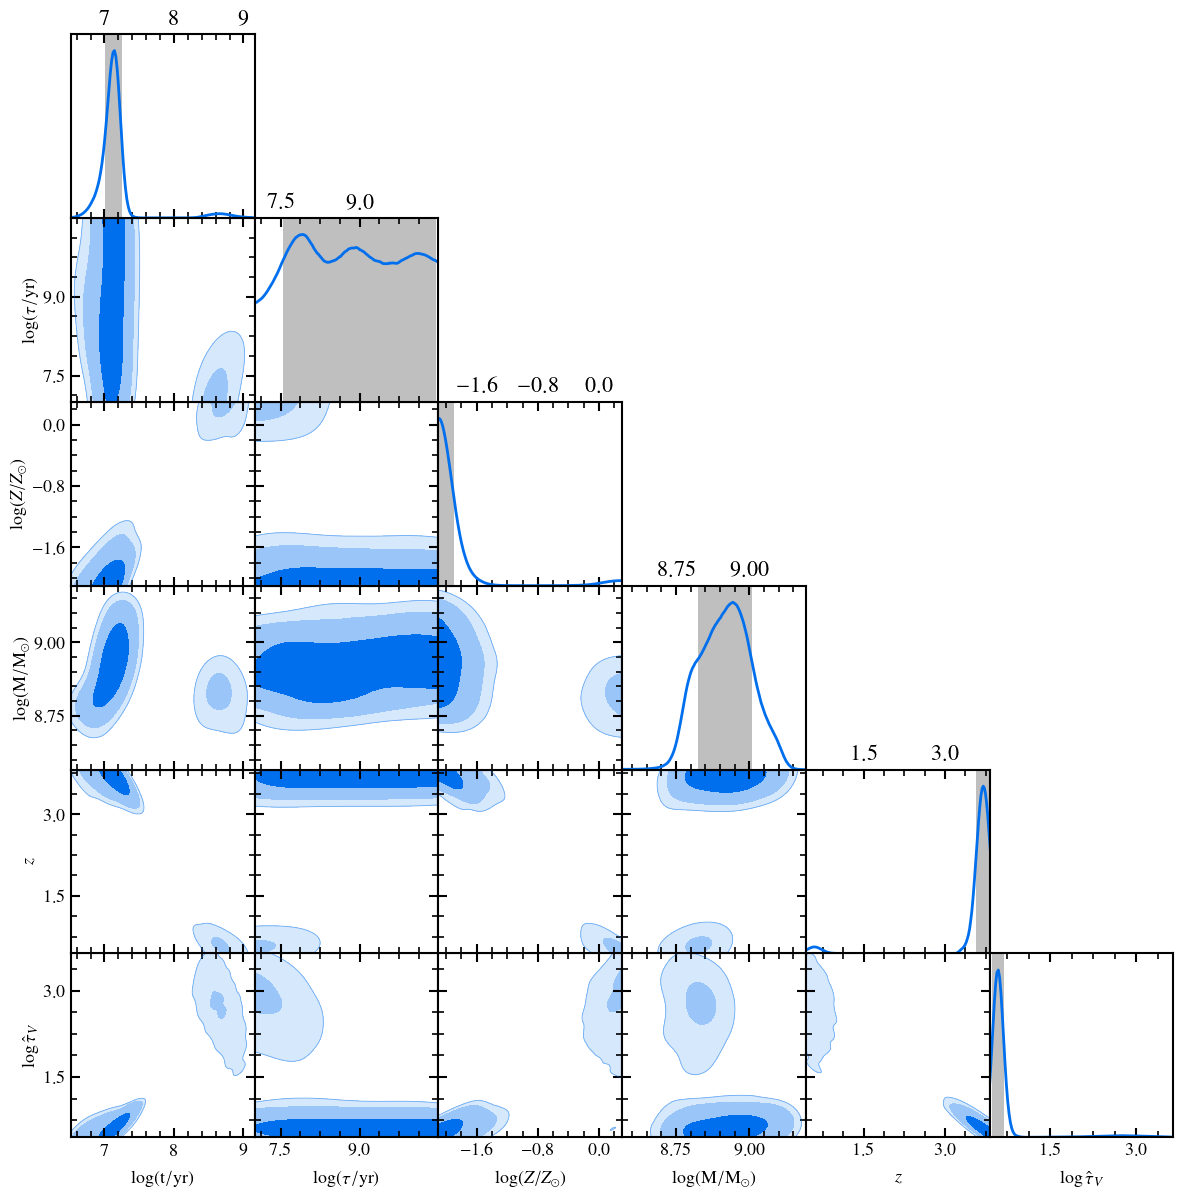 7 8 9
7.5 9.0
log(τ/yr)
9.0
7.5
−1.6 −0.8 0.0
log(Z/Z⊙)
0.0
−0.8
−1.6
8.75 9.00
log(M/M⊙)
9.00
8.75
1.5 3.0
z
3.0
1.5
log τ̂V
3.0
1.5
7 8 9 7.5 9.0 −1.6 −0.8 0.0 8.75 9.00 1.5 3.0 1.5 3.0
log(t/yr) log(τ/yr) log(Z/Z⊙) log(M/M⊙) z log τ̂V